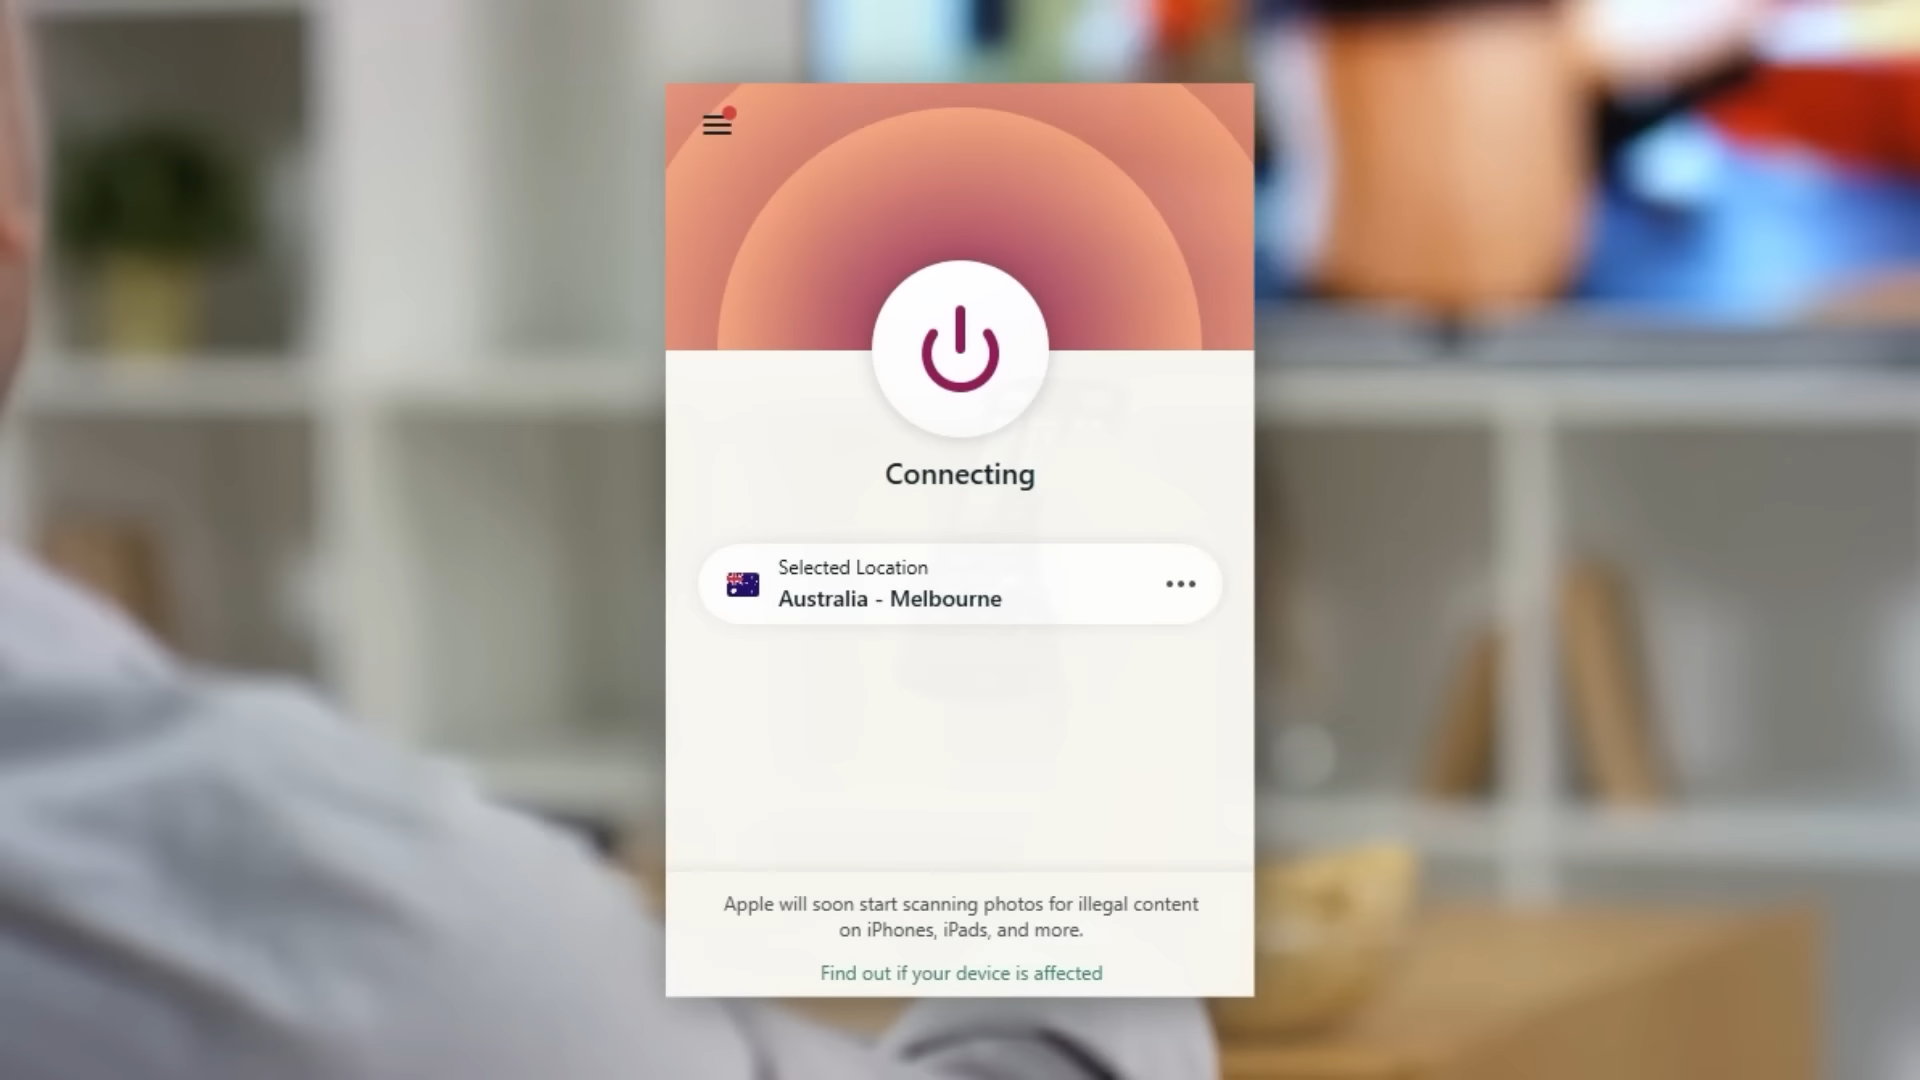 Connecting
Selected Location
Australia - Melbourne
Apple will soon start scanning photos for illegal content
on iPhones, iPads, and more.
Find out if your device is affected